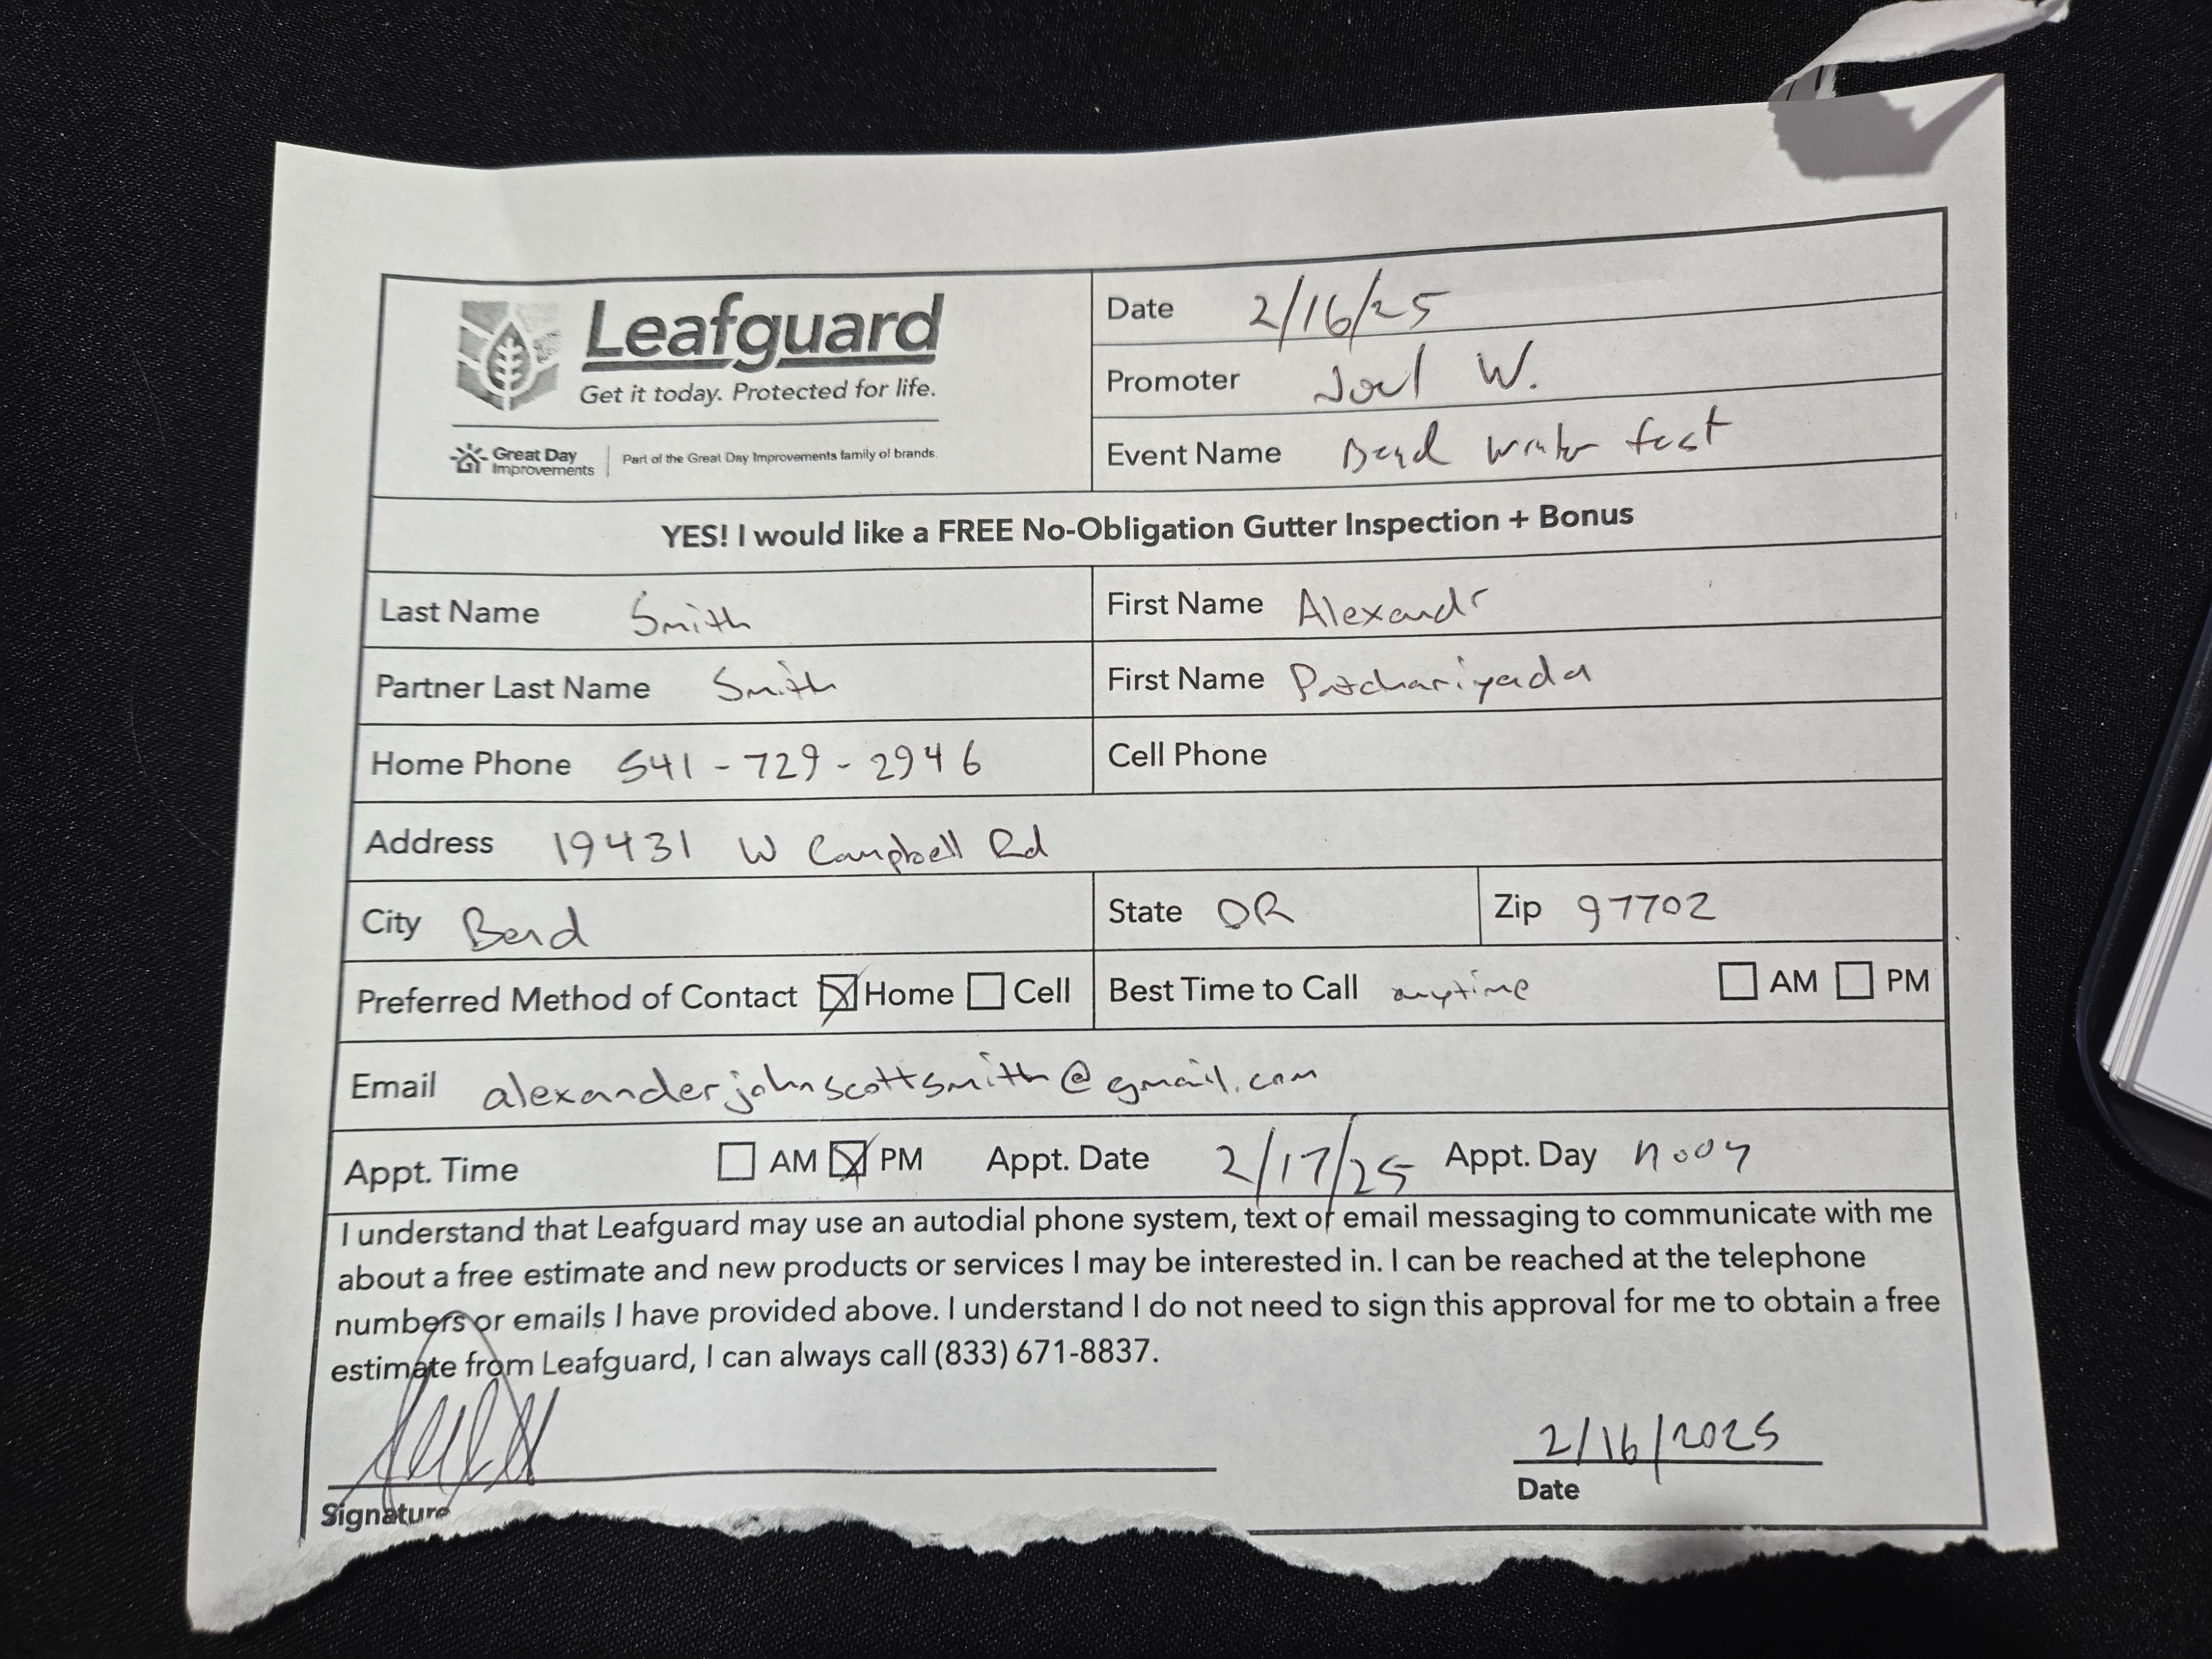 Leafguard
Get it today. Protected for life.
Great Day Improvements | Part of the Great Day Improvements family of brands.
Date 2/16/25
Promoter Joel W.
Event Name Bend winter fest
YES! I would like a FREE No-Obligation Gutter Inspection + Bonus
Last Name Smith First Name Alexandr
Partner Last Name Smith First Name
Home Phone 541-729-2946 Cell Phone
Address 19431 W Campbell Rd
City Bend State OR Zip 97702
Preferred Method of Contact Home Cell Best Time to Call anytime AM PM
Email alexanderjohnscottsmith@gmail.com
Appt. Time AM PM Appt. Date 2/17/25 Appt. Day
I understand that Leafguard may use an autodial phone system, text or email messaging to communicate with me
about a free estimate and new products or services I may be interested in. I can be reached at the telephone
numbers or emails I have provided above. I understand I do not need to sign this approval for me to obtain a free
estimate from Leafguard, I can always call (833) 671-8837.
2/16/2025
Signature Date